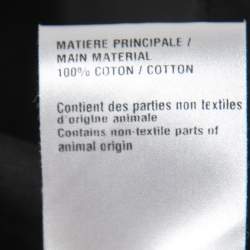 MATIERE PRINCIPALE /
MAIN MATERIAL
100% COTON / COTTON
Contient des parties non textiles
d'origine animale
Contains non-textile parts of
animal origin